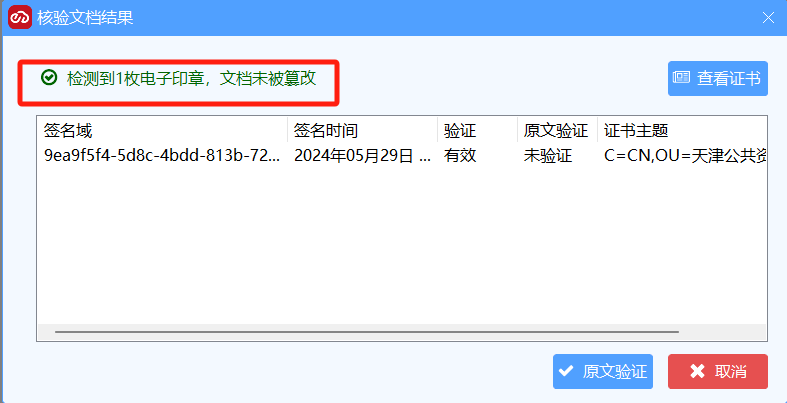 核验文档结果
检测到1枚电子印章，文档未被篡改
查看证书
签名域 签名时间 验证 原文验证 证书主题
9ea9f5f4-5d8c-4bdd-813b-72... 2024年05月29日 ... 有效 未验证 C=CN,OU=天津公共资
原文验证 取消